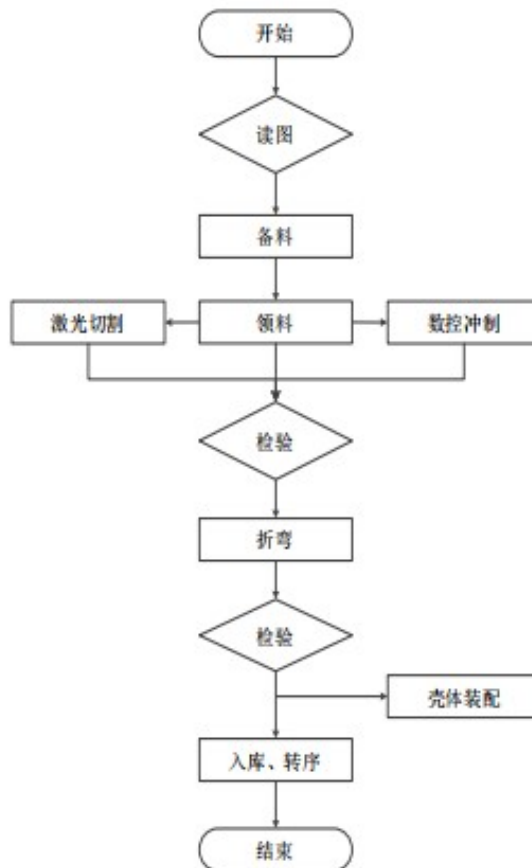 开始
读图
备料
激光切割
领料
数控冲制
检验
折弯
检验
壳体装配
入库、转序
结束